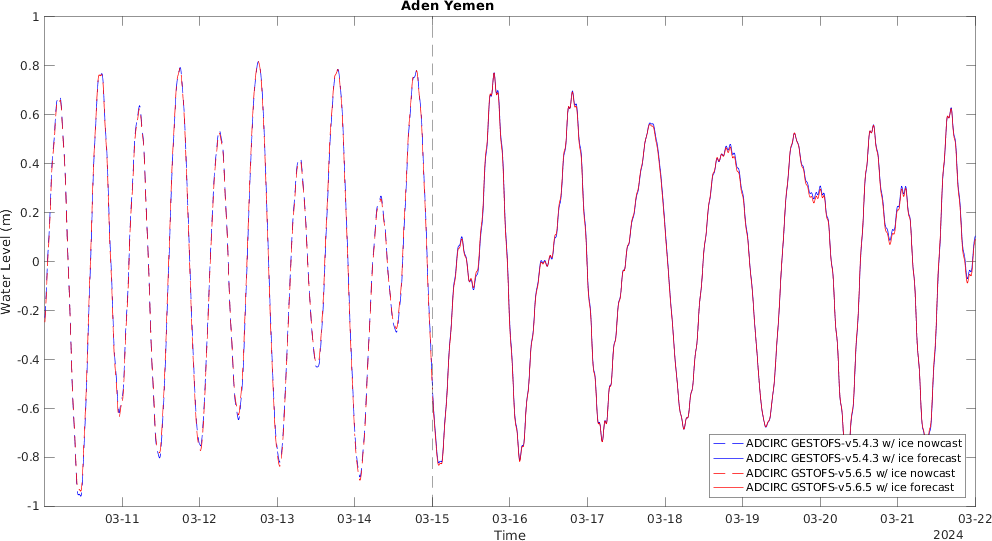 Aden Yemen
1
0.8
0.6
0.4
0.2
0
-0.2
-0.4
-0.6
-0.8
-1
Water Level (m)
03-11 03-12 03-13 03-14 03-15 03-16 03-17 03-18 03-19 03-20 03-21 03-22
Time
2024
ADCIRC GESTOFS-v5.4.3 w/ ice nowcast
ADCIRC GESTOFS-v5.4.3 w/ ice forecast
ADCIRC GSTOFS-v5.6.5 w/ ice nowcast
ADCIRC GSTOFS-v5.6.5 w/ ice forecast